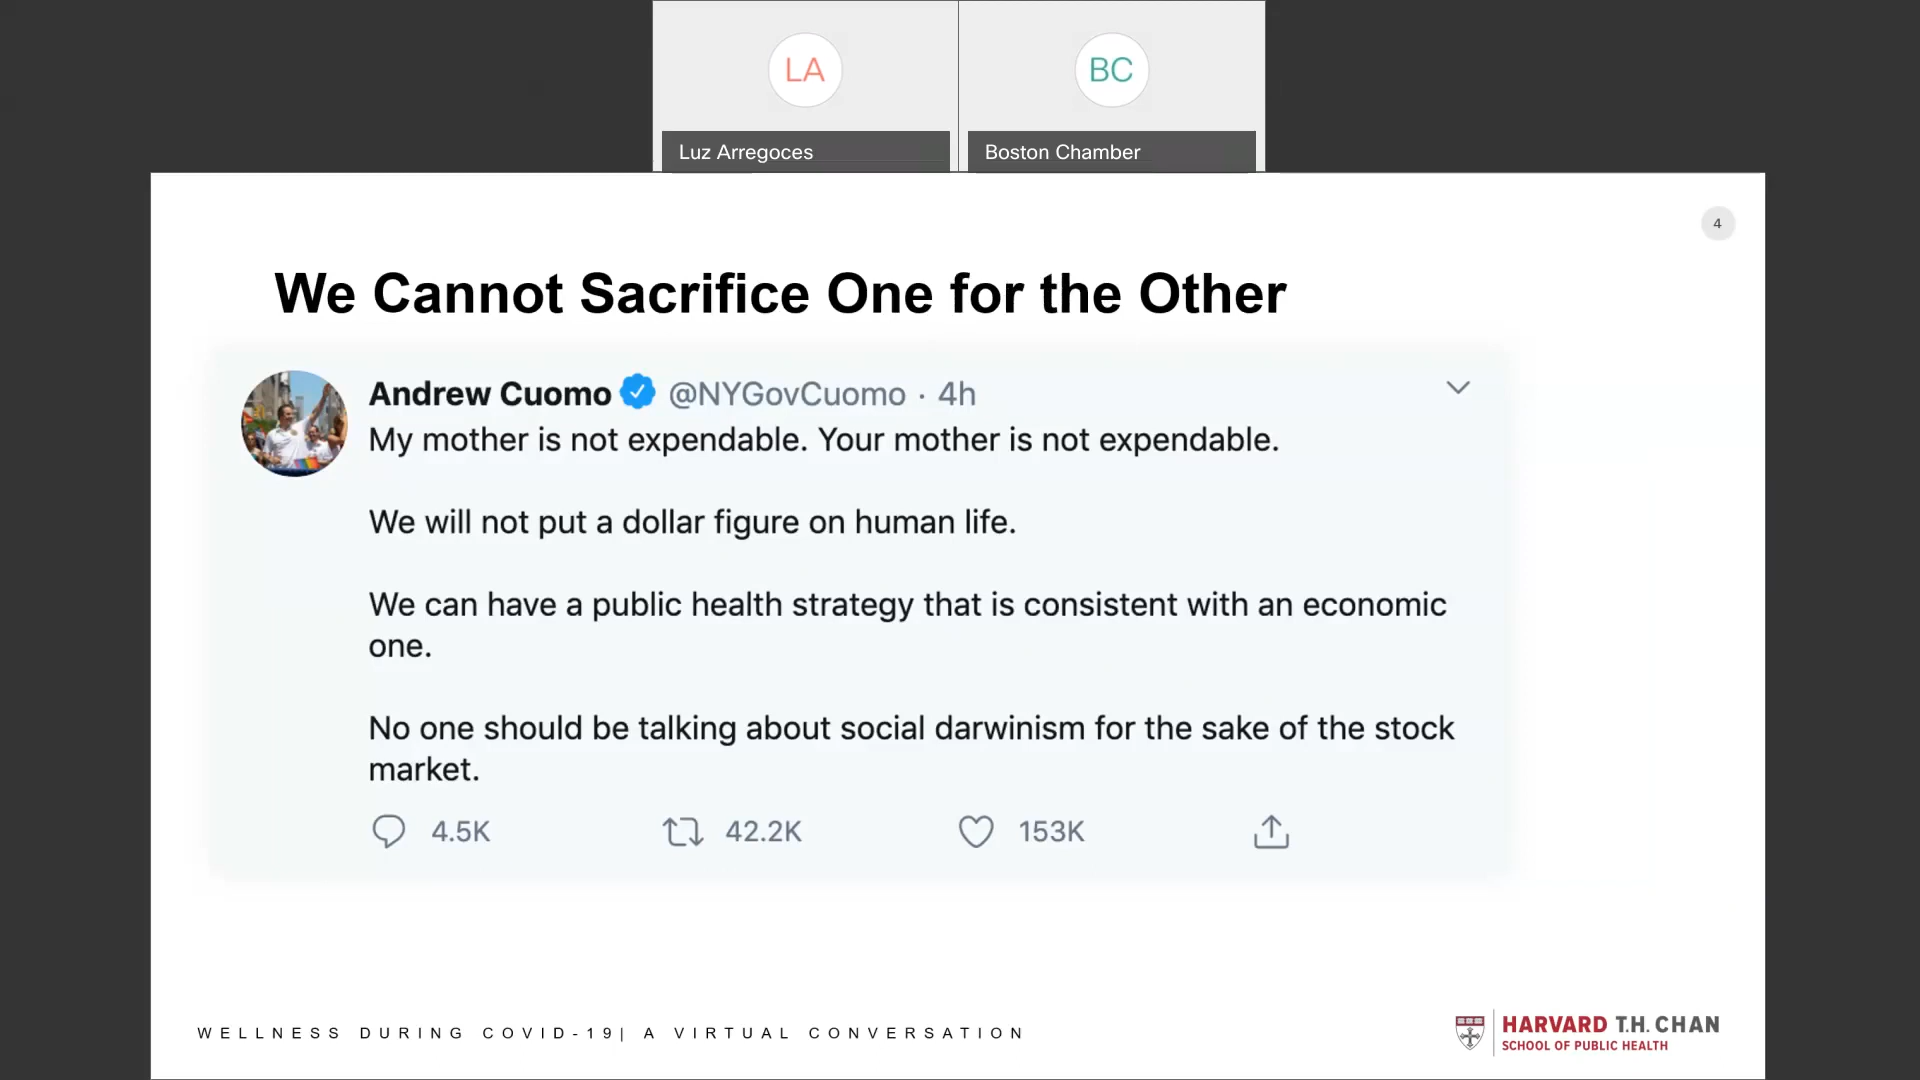 LA
BC
Luz Arregoces
Boston Chamber
4
We Cannot Sacrifice One for the Other
Andrew Cuomo @NYGovCuomo · 4h
My mother is not expendable. Your mother is not expendable.
We will not put a dollar figure on human life.
We can have a public health strategy that is consistent with an economic
one.
No one should be talking about social darwinism for the sake of the stock
market.
4.5K 42.2K 153K
WELLNESS DURING COVID-19| A VIRTUAL CONVERSATION
HARVARD T.H. CHAN
SCHOOL OF PUBLIC HEALTH